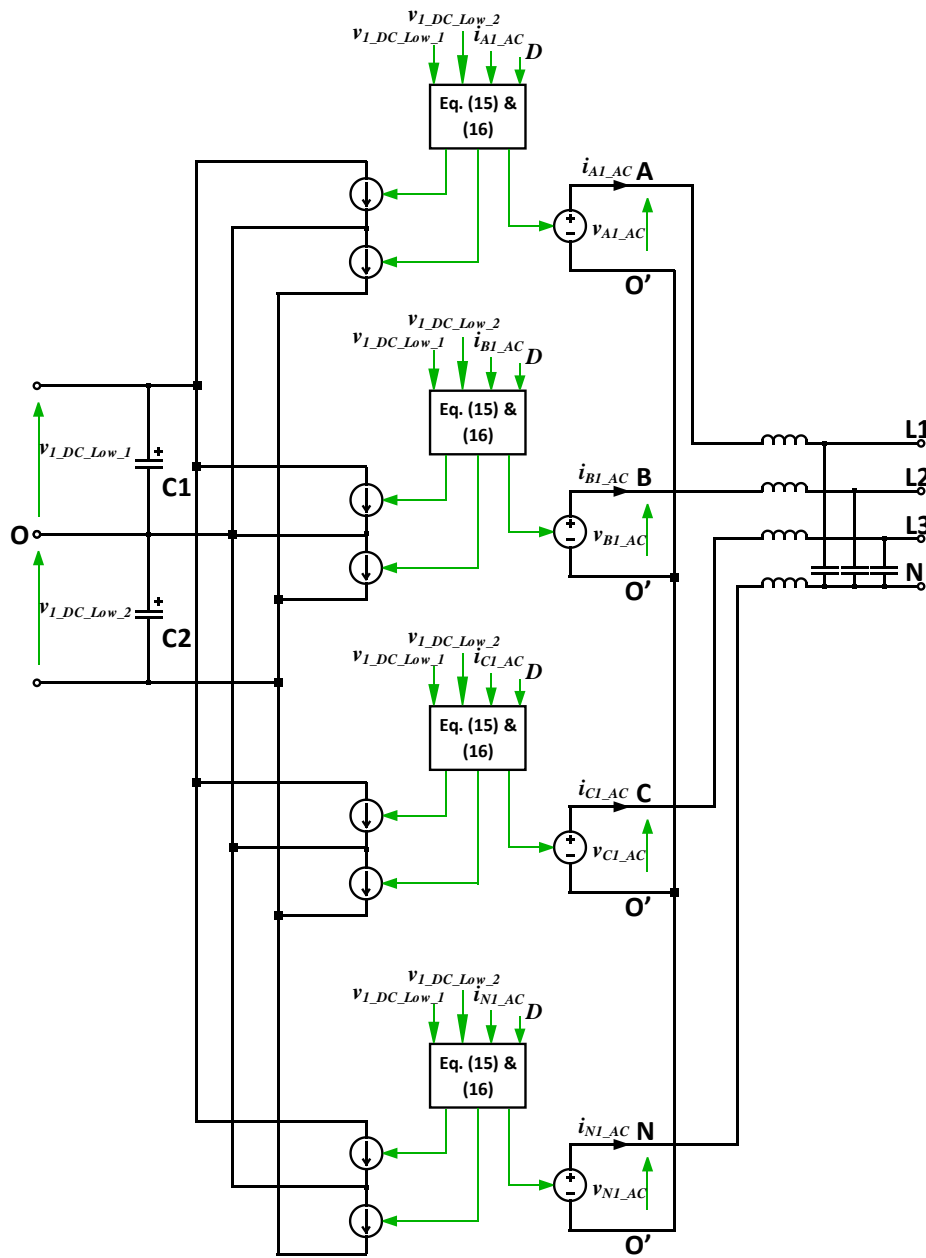 v1_DC_Low_2
v1_DC_Low_1
iA1_AC
D
Eq. (15) &
(16)
iA1_AC
A
vA1_AC
O’
v1_DC_Low_2
v1_DC_Low_1
iB1_AC
D
Eq. (15) &
(16)
v1_DC_Low_1
C1
O
v1_DC_Low_2
C2
iB1_AC
B
vB1_AC
O’
L1
L2
L3
N
v1_DC_Low_2
v1_DC_Low_1
iC1_AC
D
Eq. (15) &
(16)
iC1_AC
C
vC1_AC
O’
v1_DC_Low_2
v1_DC_Low_1
iN1_AC
D
Eq. (15) &
(16)
iN1_AC
N
vN1_AC
O’